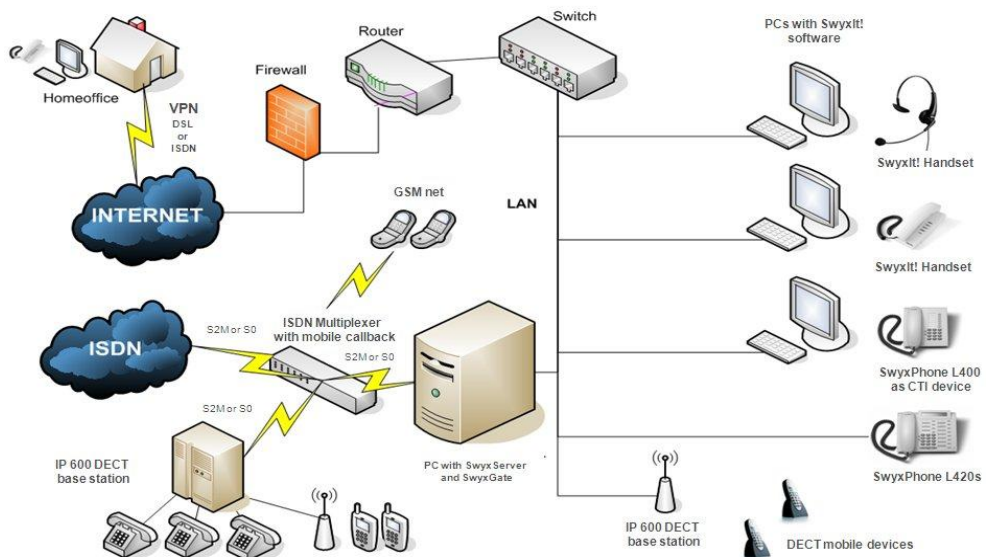 Switch
PCs with SwyxIt!
software
Router
Firewall
Homeoffice
VPN
DSL
or
ISDN
SwyxIt! Handset
GSM net
LAN
INTERNET
SwyxIt! Handset
S2M or S0
ISDN Multiplexer
with mobile callback
S2M or S0
ISDN
SwyxPhone L400
as CTI device
S2M or S0
IP 600 DECT
base station
PC with SwyxServer
and SwyxGate
SwyxPhone L420s
IP 600 DECT
base station
DECT mobile devices